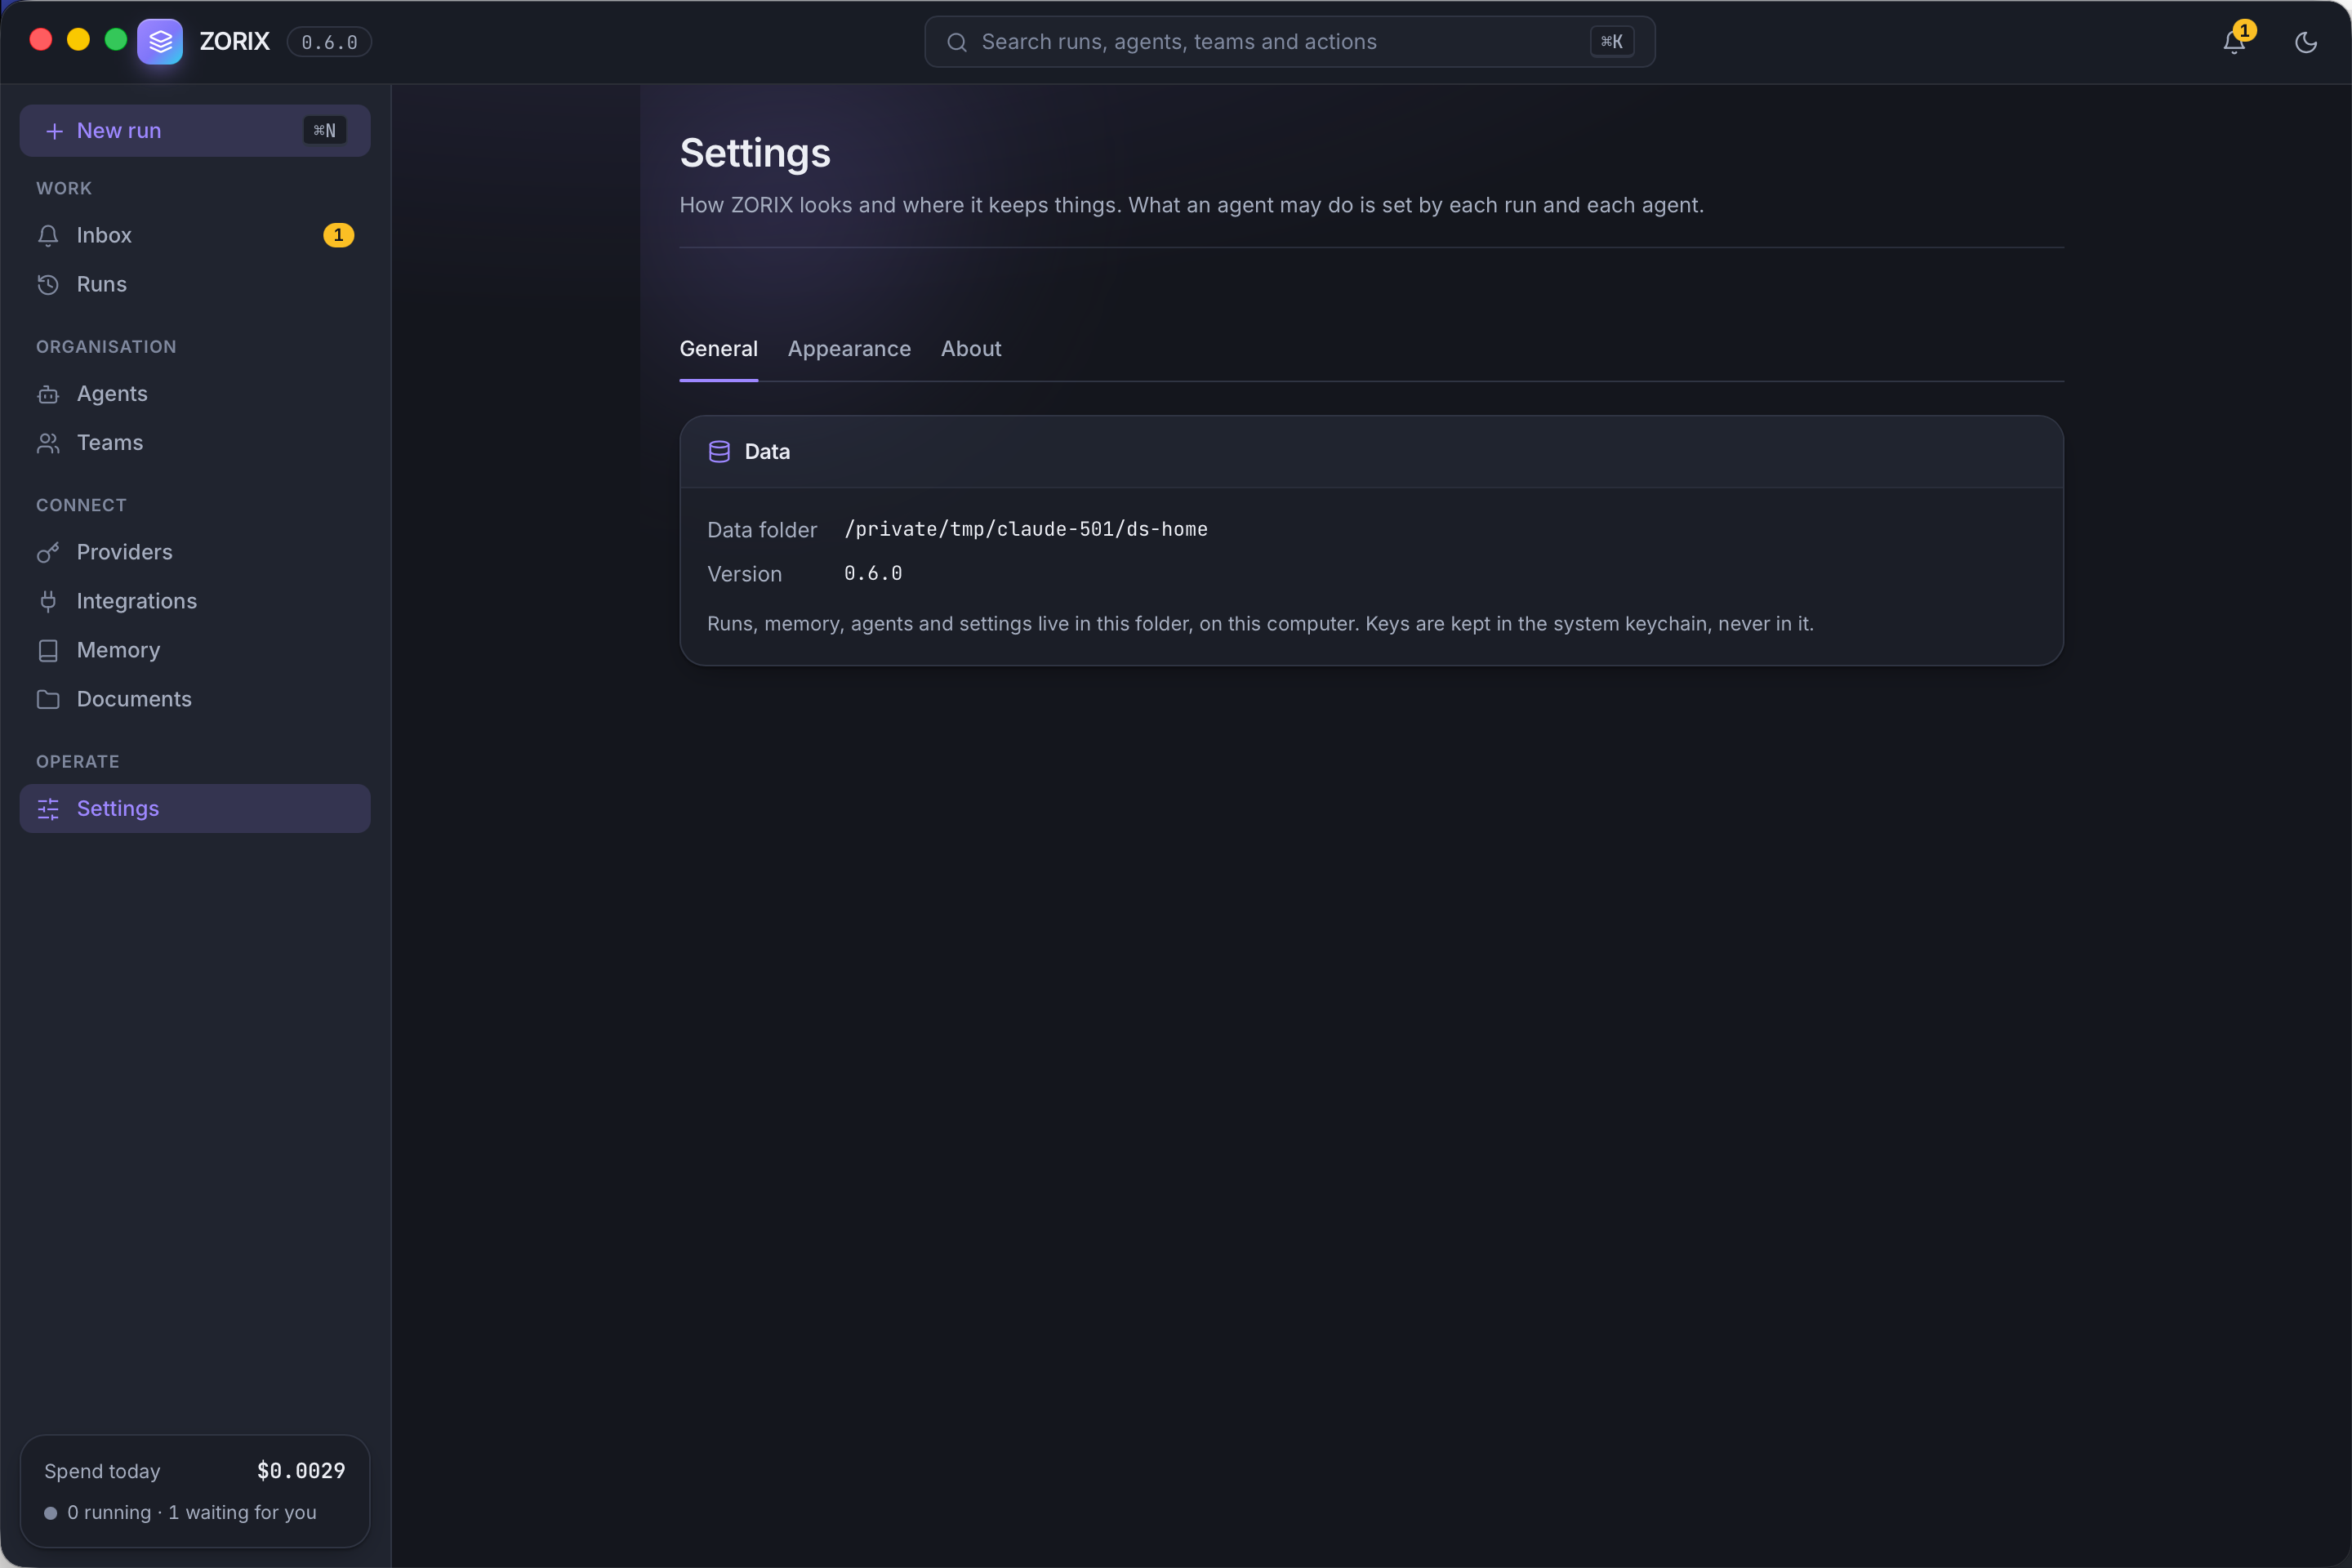 ZORIX 0.6.0
Search runs, agents, teams and actions ⌘K
1
New run ⌘N
WORK
Inbox 1
Runs
ORGANISATION
Agents
Teams
CONNECT
Providers
Integrations
Memory
Documents
OPERATE
Settings
Spend today $0.0029
0 running · 1 waiting for you
Settings
How ZORIX looks and where it keeps things. What an agent may do is set by each run and each agent.
General Appearance About
Data
Data folder /private/tmp/claude-501/ds-home
Version 0.6.0
Runs, memory, agents and settings live in this folder, on this computer. Keys are kept in the system keychain, never in it.